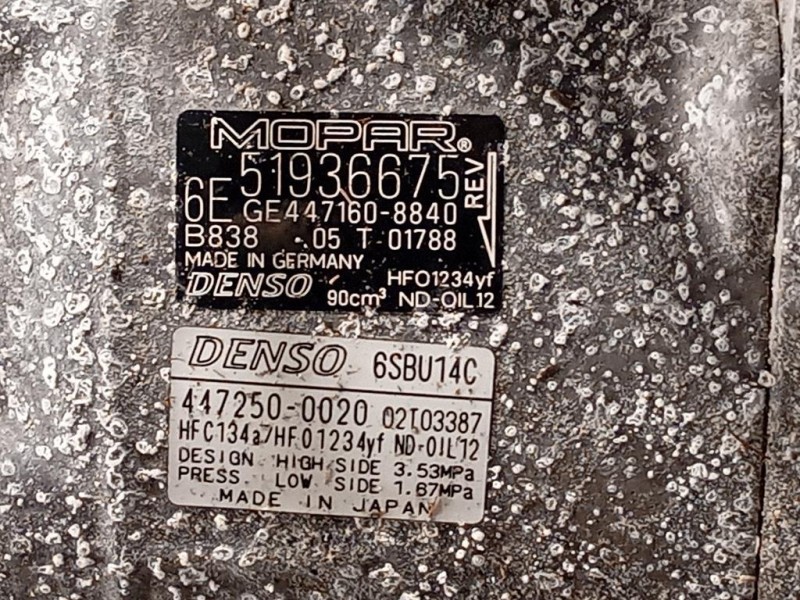 MOPAR®
51936675
REV
6E
GE447160-8840
B838 .05 T 01788
MADE IN GERMANY
DENSO
HFO1234yf
90cm³ ND-OIL12
DENSO 6SBU14C
447250-0020 02T03387
HFC134a/HFO1234yf ND-OIL12
DESIGN HIGH SIDE 3.53MPa
PRESS. LOW SIDE 1.67MPa
MADE IN JAPAN